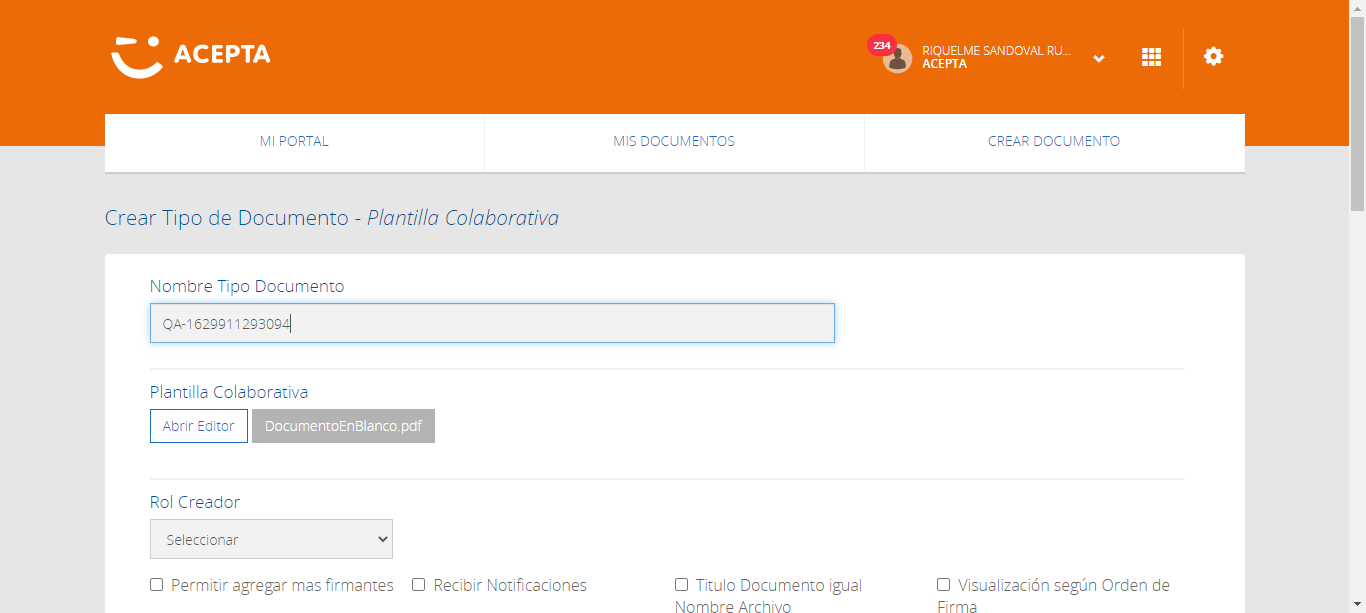 ACEPTA
234
RIQUELME SANDOVAL RU...
ACEPTA
MI PORTAL
MIS DOCUMENTOS
CREAR DOCUMENTO
Crear Tipo de Documento - Plantilla Colaborativa
Nombre Tipo Documento
QA-1629911293094
Plantilla Colaborativa
Abrir Editor
DocumentoEnBlanco.pdf
Rol Creador
Seleccionar
Permitir agregar mas firmantes
Recibir Notificaciones
Titulo Documento igual
Nombre Archivo
Visualización según Orden de
Firma